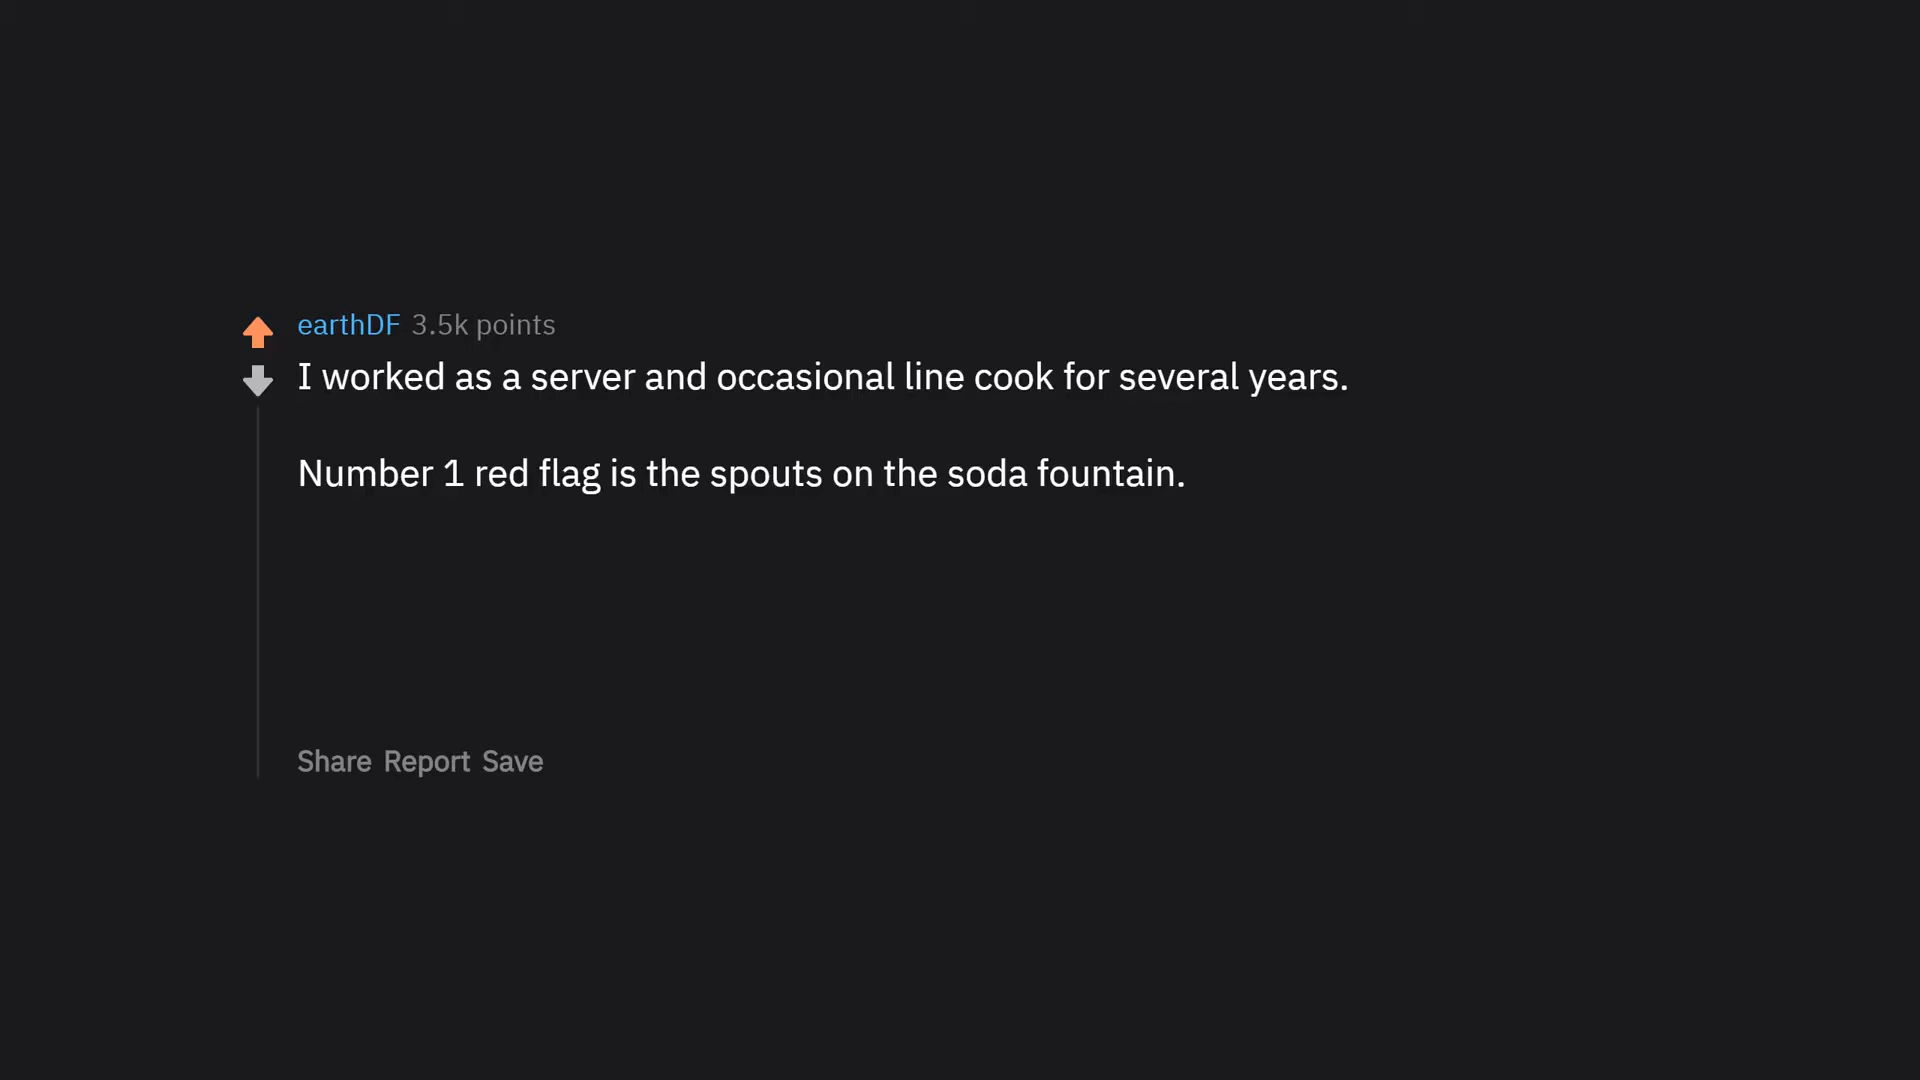 earthDF 3.5k points
I worked as a server and occasional line cook for several years.
Number 1 red flag is the spouts on the soda fountain.
Share Report Save